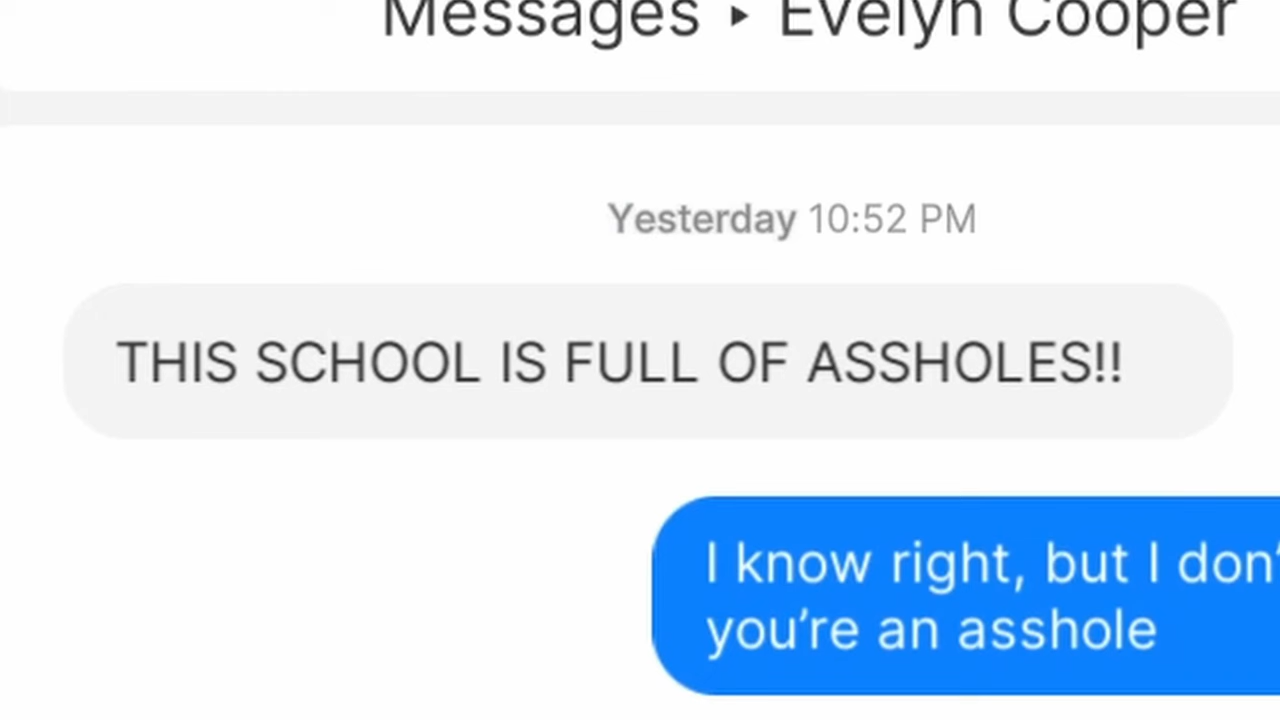 Messages ▸ Evelyn Cooper
Yesterday 10:52 PM
THIS SCHOOL IS FULL OF ASSHOLES!!
I know right, but I don’
you’re an asshole